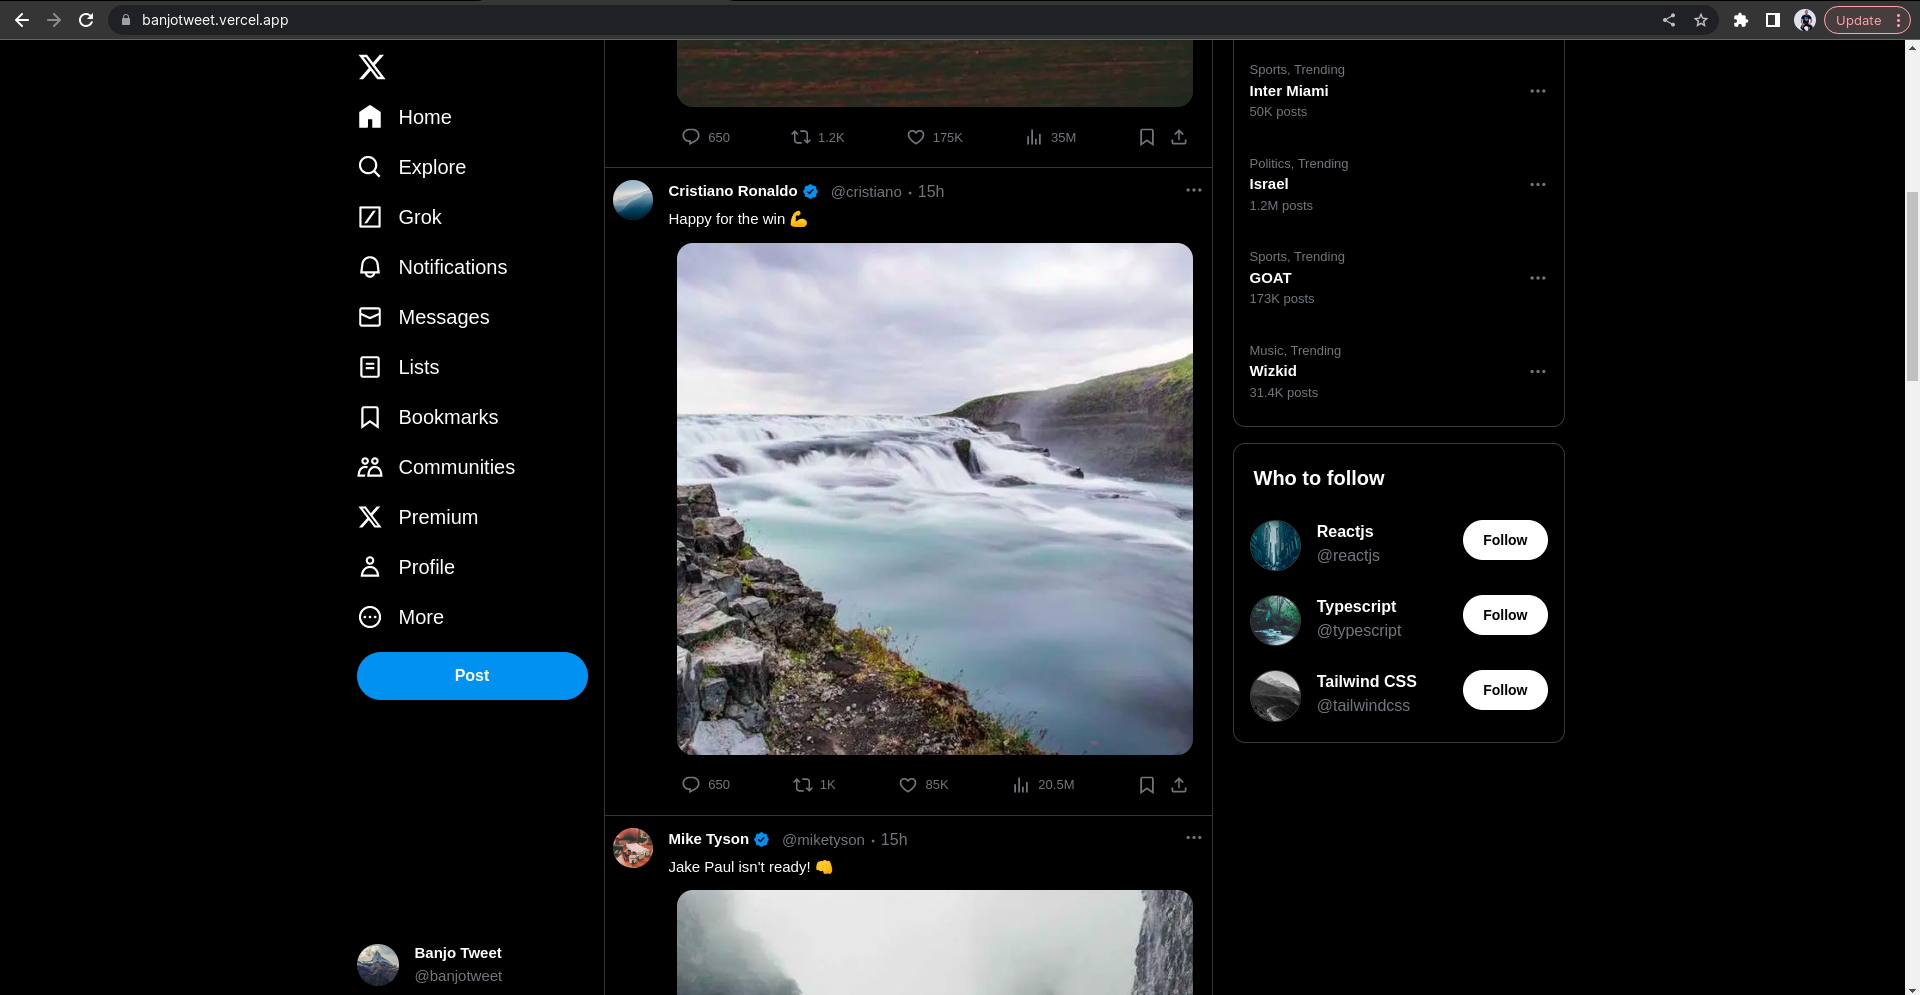 banjotweet.vercel.app
Update
Home
Explore
Grok
Notifications
Messages
Lists
Bookmarks
Communities
Premium
Profile
More
Post
Banjo Tweet
@banjotweet
650 1.2K 175K 35M
Cristiano Ronaldo @cristiano · 15h
Happy for the win 💪
650 1K 85K 20.5M
Mike Tyson @miketyson · 15h
Jake Paul isn't ready! 👊
Sports, Trending
Inter Miami
50K posts
Politics, Trending
Israel
1.2M posts
Sports, Trending
GOAT
173K posts
Music, Trending
Wizkid
31.4K posts
Who to follow
Reactjs
@reactjs
Follow
Typescript
@typescript
Follow
Tailwind CSS
@tailwindcss
Follow